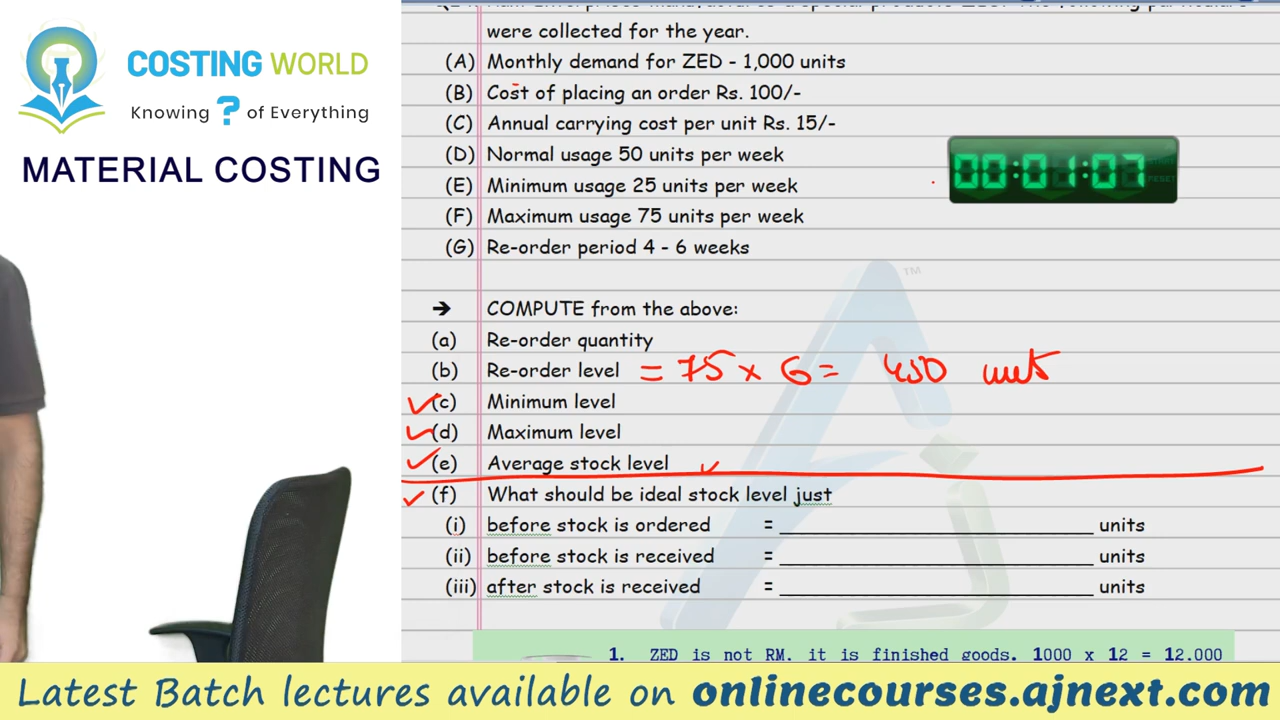 COSTING WORLD
Knowing ? of Everything
MATERIAL COSTING
were collected for the year.
(A) Monthly demand for ZED - 1,000 units
(B) Cost of placing an order Rs. 100/-
(C) Annual carrying cost per unit Rs. 15/-
(D) Normal usage 50 units per week
(E) Minimum usage 25 units per week
(F) Maximum usage 75 units per week
(G) Re-order period 4 - 6 weeks
00:01:07
RESET
➔ COMPUTE from the above:
(a) Re-order quantity
(b) Re-order level = 75 x 6 = 450 units
(c) Minimum level
(d) Maximum level
(e) Average stock level
(f) What should be ideal stock level just
(i) before stock is ordered = ____________ units
(ii) before stock is received = ____________ units
(iii) after stock is received = ____________ units
TM
1. ZED is not RM. it is finished goods. 1000 x 12 = 12.000
Latest Batch lectures available on onlinecourses.ajnext.com